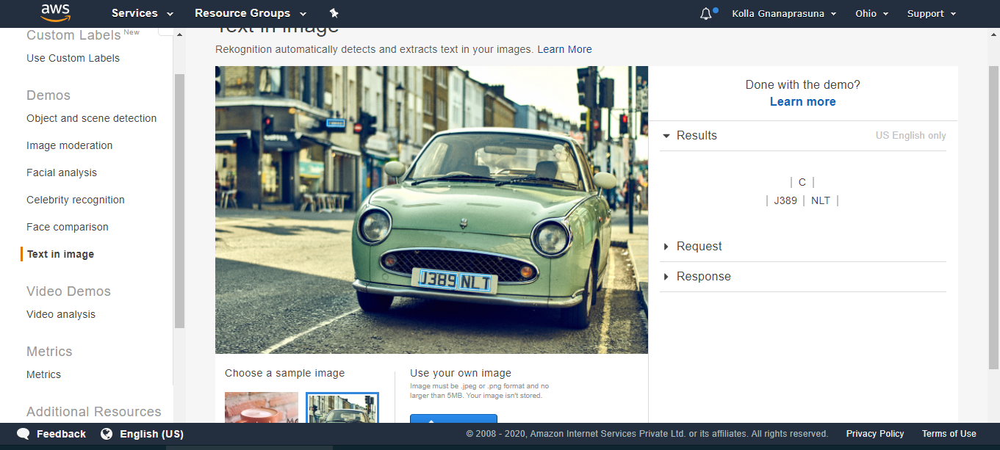 aws
Services
Resource Groups
Kolla Gnanaprasuna
Ohio
Support
Custom Labels New
Use Custom Labels
Demos
Object and scene detection
Image moderation
Facial analysis
Celebrity recognition
Face comparison
Text in image
Video Demos
Video analysis
Metrics
Metrics
Additional Resources
Text in image
Rekognition automatically detects and extracts text in your images. Learn More
J389 NLT
Choose a sample image
Use your own image
Image must be .jpeg or .png format and no
larger than 5MB. Your image isn't stored.
Done with the demo?
Learn more
Results
US English only
| C |
| J389 | NLT |
Request
Response
Feedback
English (US)
© 2008 - 2020, Amazon Internet Services Private Ltd. or its affiliates. All rights reserved.
Privacy Policy
Terms of Use